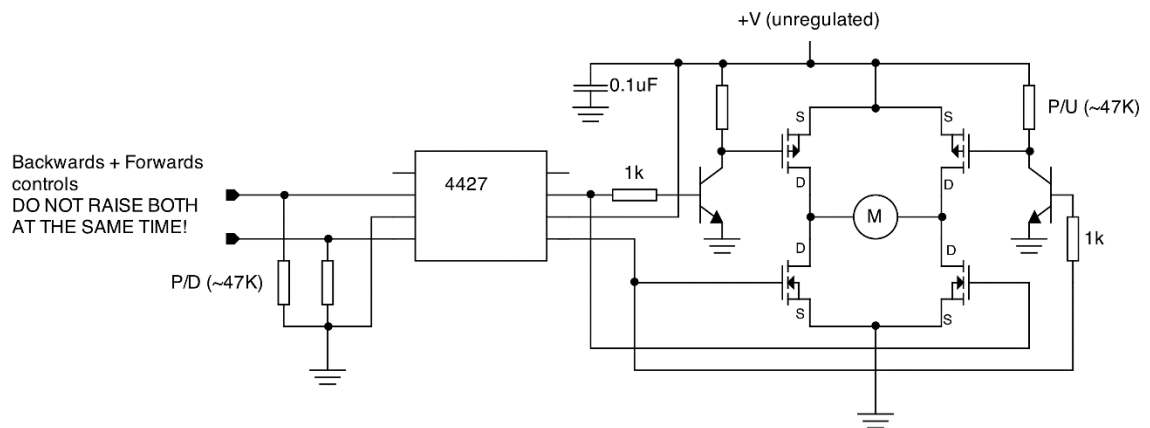 +V (unregulated)
0.1uF
P/U (~47K)
S
S
Backwards + Forwards
controls
DO NOT RAISE BOTH
AT THE SAME TIME!
4427
1k
D
D
M
1k
D
D
P/D (~47K)
S
S